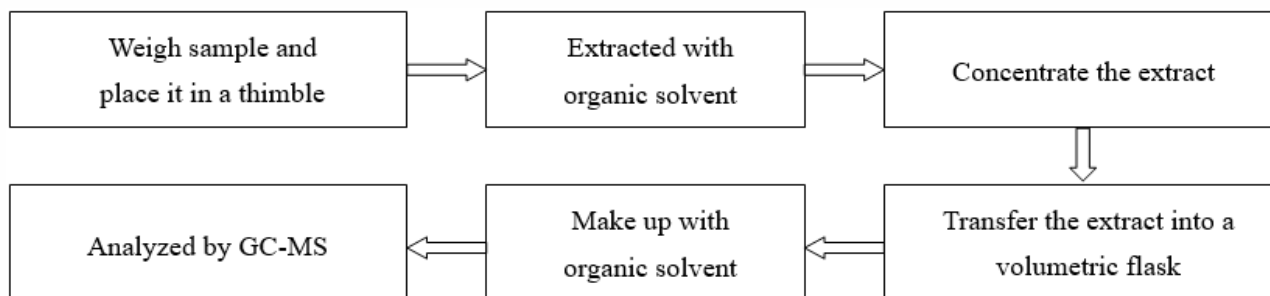 Weigh sample and
place it in a thimble
Extracted with
organic solvent
Concentrate the extract
Transfer the extract into a
volumetric flask
Make up with
organic solvent
Analyzed by GC-MS